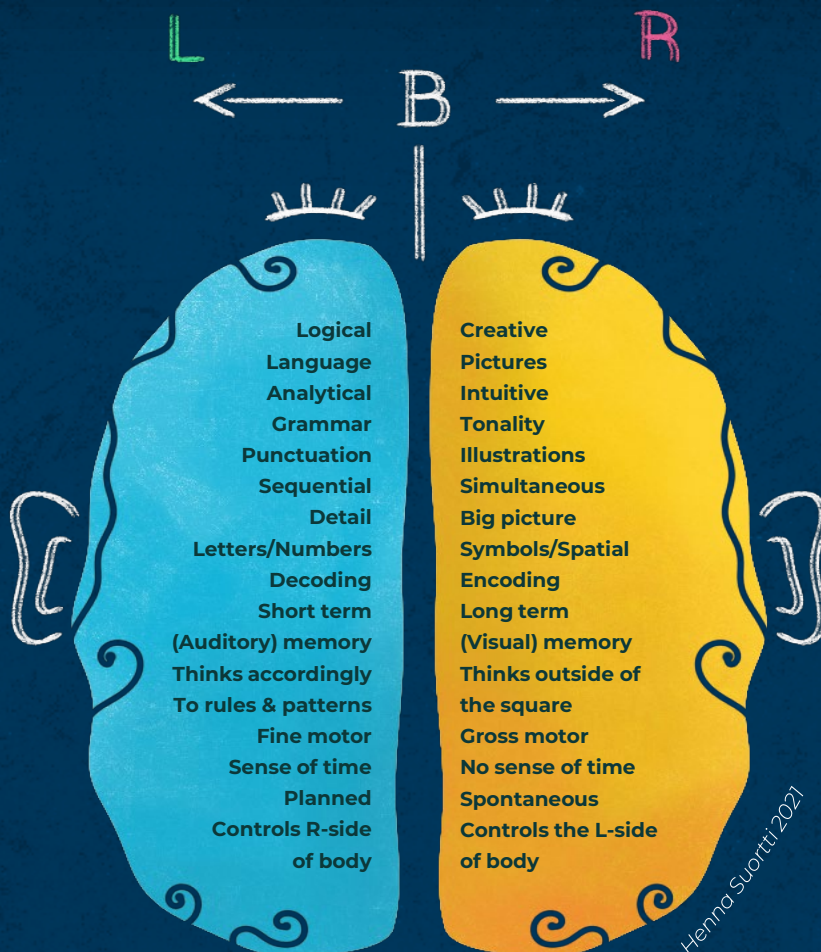 L
R
B
Logical
Language
Analytical
Grammar
Punctuation
Sequential
Detail
Letters/Numbers
Decoding
Short term
(Auditory) memory
Thinks accordingly
To rules & patterns
Fine motor
Sense of time
Planned
Controls R-side
of body
Creative
Pictures
Intuitive
Tonality
Illustrations
Simultaneous
Big picture
Symbols/Spatial
Encoding
Long term
(Visual) memory
Thinks outside of
the square
Gross motor
No sense of time
Spontaneous
Controls the L-side
of body
Henna Suortti 2021